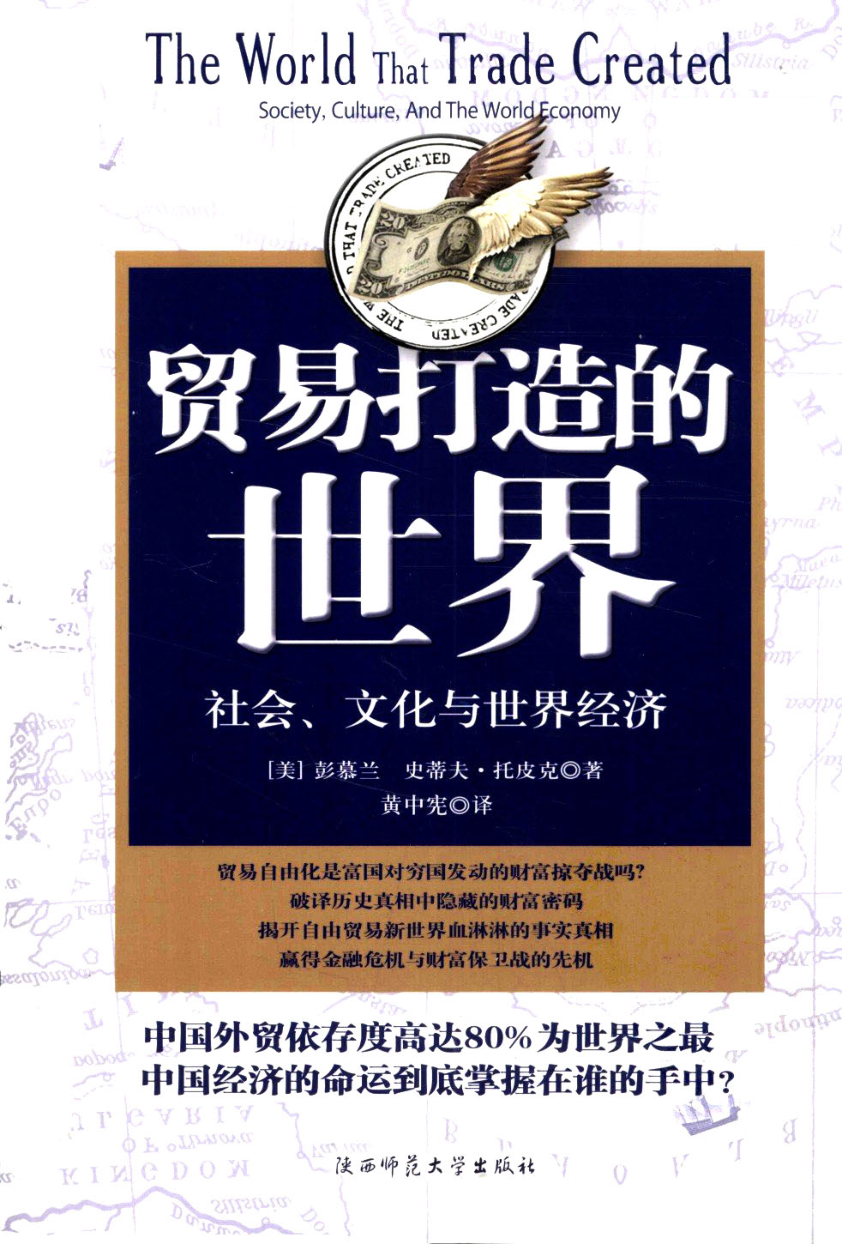 The World That Trade Created
Society, Culture, And The World Economy
THE WORLD THAT TRADE CREATED
贸易打造的
世界
社会、文化与世界经济
[美] 彭慕兰 史蒂夫·托皮克◎著
黄中宪◎译
贸易自由化是富国对穷国发动的财富掠夺战吗?
破译历史真相中隐藏的财富密码
揭开自由贸易新世界血淋淋的事实真相
赢得金融危机与财富保卫战的先机
中国外贸依存度高达80%为世界之最
中国经济的命运到底掌握在谁的手中?
陕西师范大学出版社